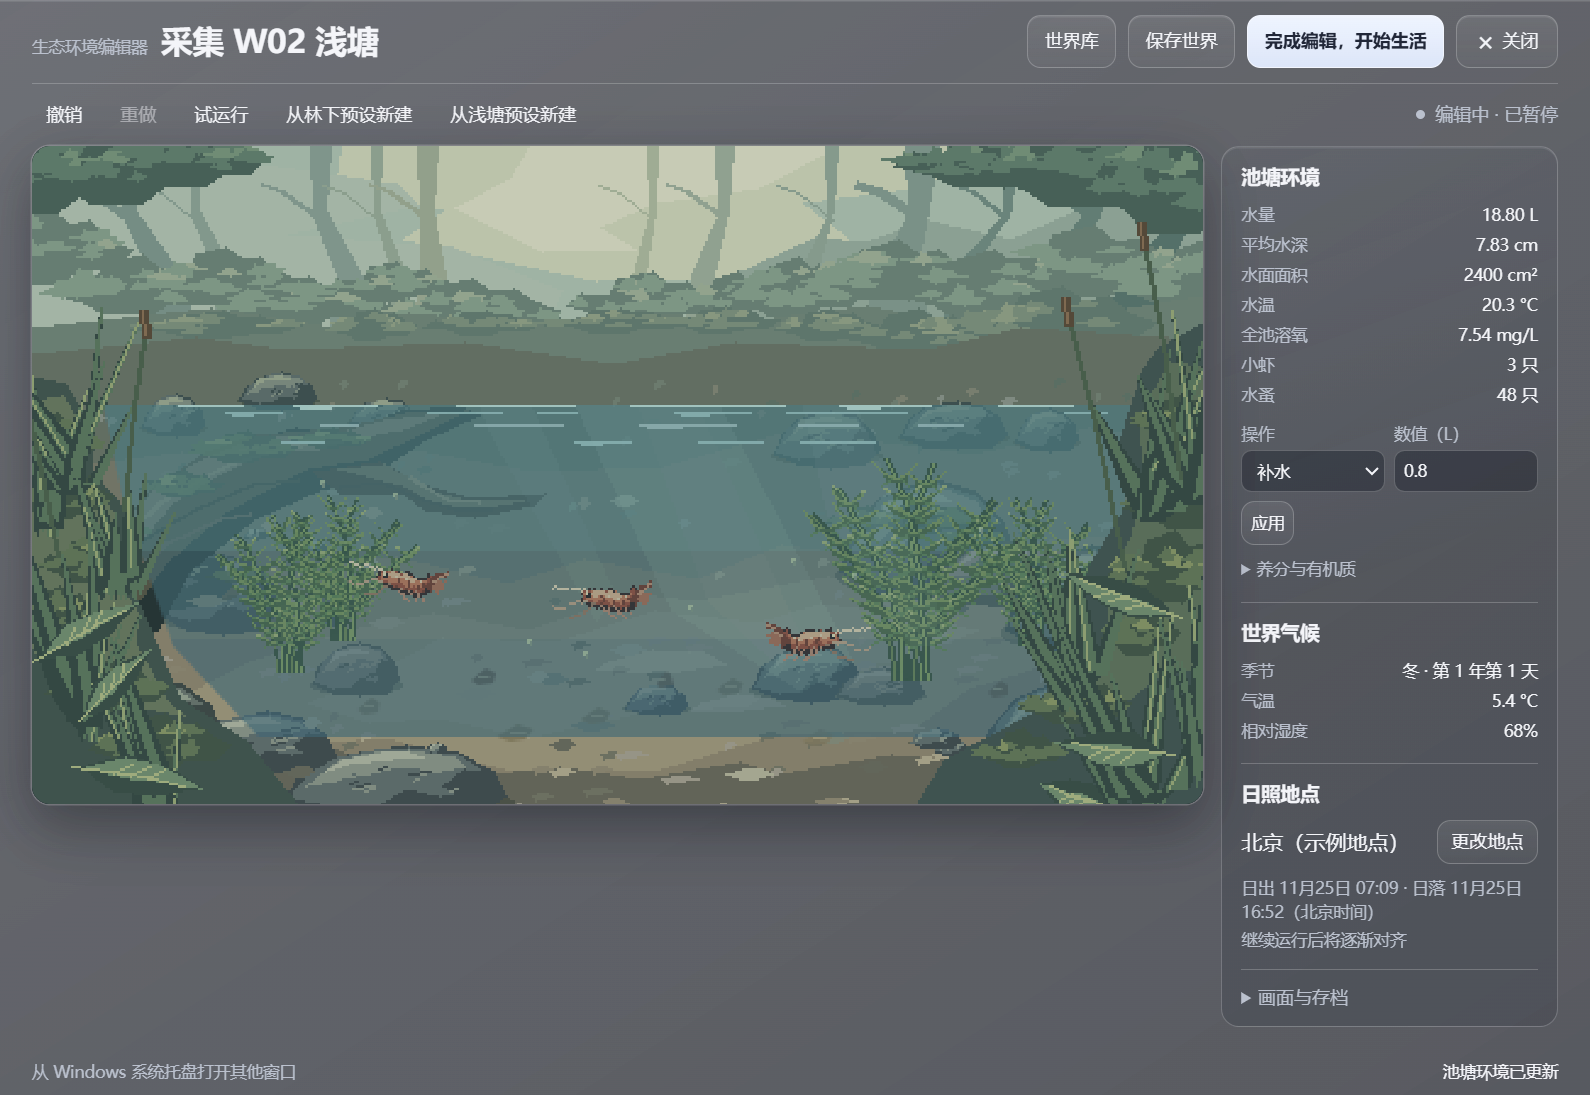 生态环境编辑器 采集 W02 浅塘
世界库
保存世界
完成编辑，开始生活
× 关闭
撤销
重做
试运行
从林下预设新建
从浅塘预设新建
编辑中 · 已暂停
池塘环境
水量 18.80 L
平均水深 7.83 cm
水面面积 2400 cm²
水温 20.3 °C
全池溶氧 7.54 mg/L
小虾 3 只
水蚤 48 只
操作 数值（L）
补水 0.8
应用
养分与有机质
世界气候
季节 冬 · 第 1 年第 1 天
气温 5.4 °C
相对湿度 68%
日照地点
北京（示例地点） 更改地点
日出 11月25日 07:09 · 日落 11月25日
16:52（北京时间）
继续运行后将逐渐对齐
画面与存档
从 Windows 系统托盘打开其他窗口
池塘环境已更新